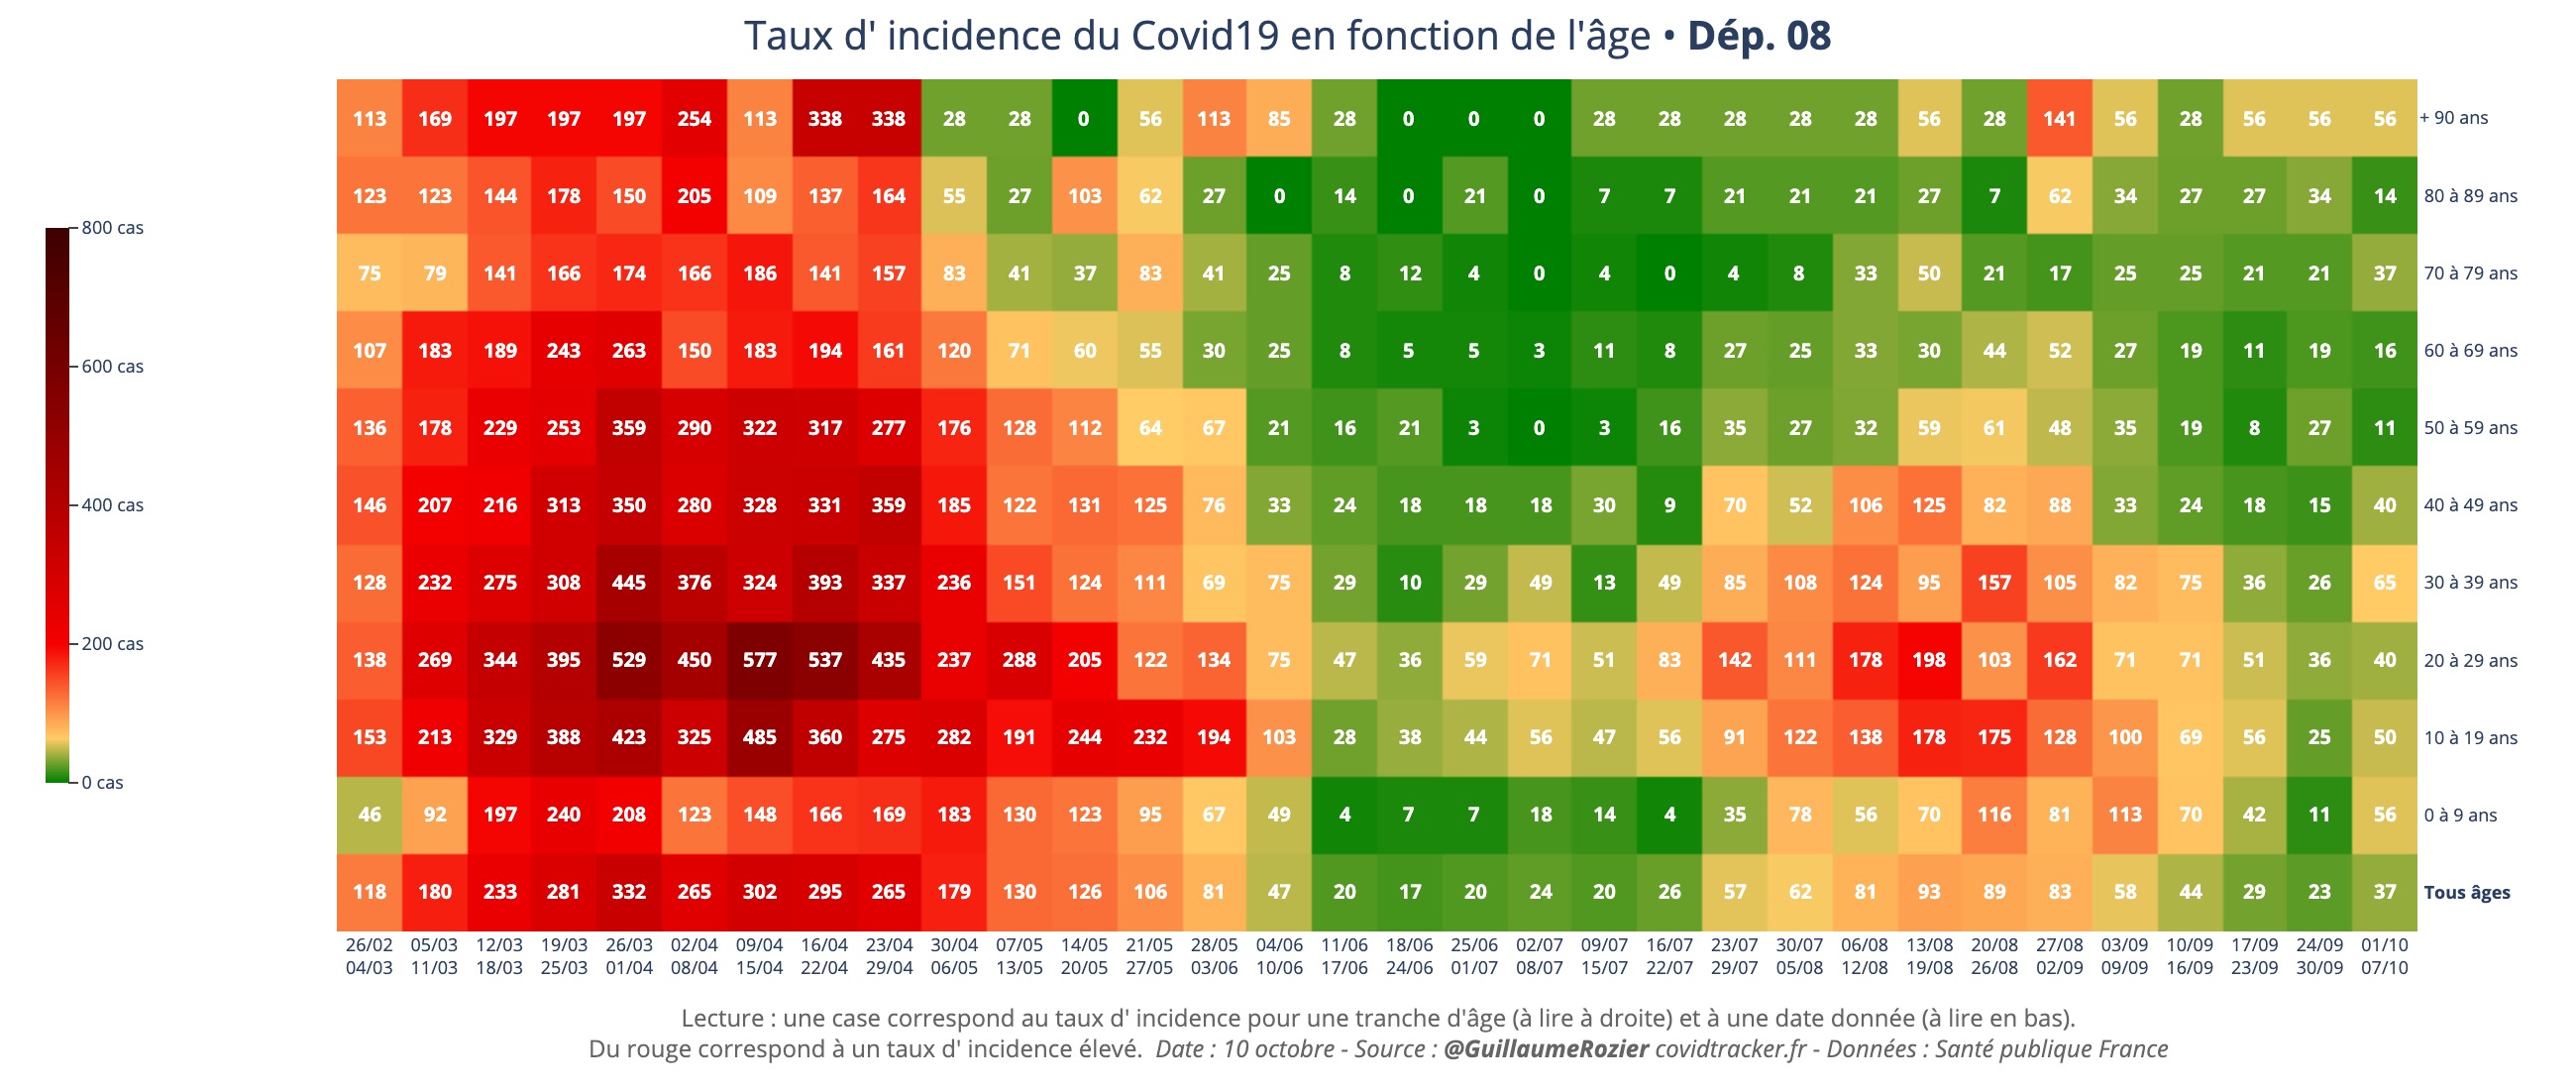 Taux d' incidence du Covid19 en fonction de l'âge • Dép. 08
113 169 197 197 197 254 113 338 338 28 28 0 56 113 85 28 0 0 0 28 28 28 28 28 56 28 141 56 28 56 56 56 + 90 ans
123 123 144 178 150 205 109 137 164 55 27 103 62 27 0 14 0 21 0 7 7 21 21 21 27 7 62 34 27 27 34 14 80 à 89 ans
75 79 141 166 174 166 186 141 157 83 41 37 83 41 25 8 12 4 0 4 0 4 8 33 50 21 17 25 25 21 21 37 70 à 79 ans
107 183 189 243 263 150 183 194 161 120 71 60 55 30 25 8 5 5 3 11 8 27 25 33 30 44 52 27 19 11 19 16 60 à 69 ans
136 178 229 253 359 290 322 317 277 176 128 112 64 67 21 16 21 3 0 3 16 35 27 32 59 61 48 35 19 8 27 11 50 à 59 ans
146 207 216 313 350 280 328 331 359 185 122 131 125 76 33 24 18 18 18 30 9 70 52 106 125 82 88 33 24 18 15 40 40 à 49 ans
128 232 275 308 445 376 324 393 337 236 151 124 111 69 75 29 10 29 49 13 49 85 108 124 95 157 105 82 75 36 26 65 30 à 39 ans
138 269 344 395 529 450 577 537 435 237 288 205 122 134 75 47 36 59 71 51 83 142 111 178 198 103 162 71 71 51 36 40 20 à 29 ans
153 213 329 388 423 325 485 360 275 282 191 244 232 194 103 28 38 44 56 47 56 91 122 138 178 175 128 100 69 56 25 50 10 à 19 ans
46 92 197 240 208 123 148 166 169 183 130 123 95 67 49 4 7 7 18 14 4 35 78 56 70 116 81 113 70 42 11 56 0 à 9 ans
118 180 233 281 332 265 302 295 265 179 130 126 106 81 47 20 17 20 24 20 26 57 62 81 93 89 83 58 44 29 23 37 Tous âges
26/02 05/03 12/03 19/03 26/03 02/04 09/04 16/04 23/04 30/04 07/05 14/05 21/05 28/05 04/06 11/06 18/06 25/06 02/07 09/07 16/07 23/07 30/07 06/08 13/08 20/08 27/08 03/09 10/09 17/09 24/09 01/10
04/03 11/03 18/03 25/03 01/04 08/04 15/04 22/04 29/04 06/05 13/05 20/05 27/05 03/06 10/06 17/06 24/06 01/07 08/07 15/07 22/07 29/07 05/08 12/08 19/08 26/08 02/09 09/09 16/09 23/09 30/09 07/10
800 cas
600 cas
400 cas
200 cas
0 cas
Lecture : une case correspond au taux d' incidence pour une tranche d'âge (à lire à droite) et à une date donnée (à lire en bas).
Du rouge correspond à un taux d' incidence élevé. Date : 10 octobre - Source : @GuillaumeRozier covidtracker.fr - Données : Santé publique France